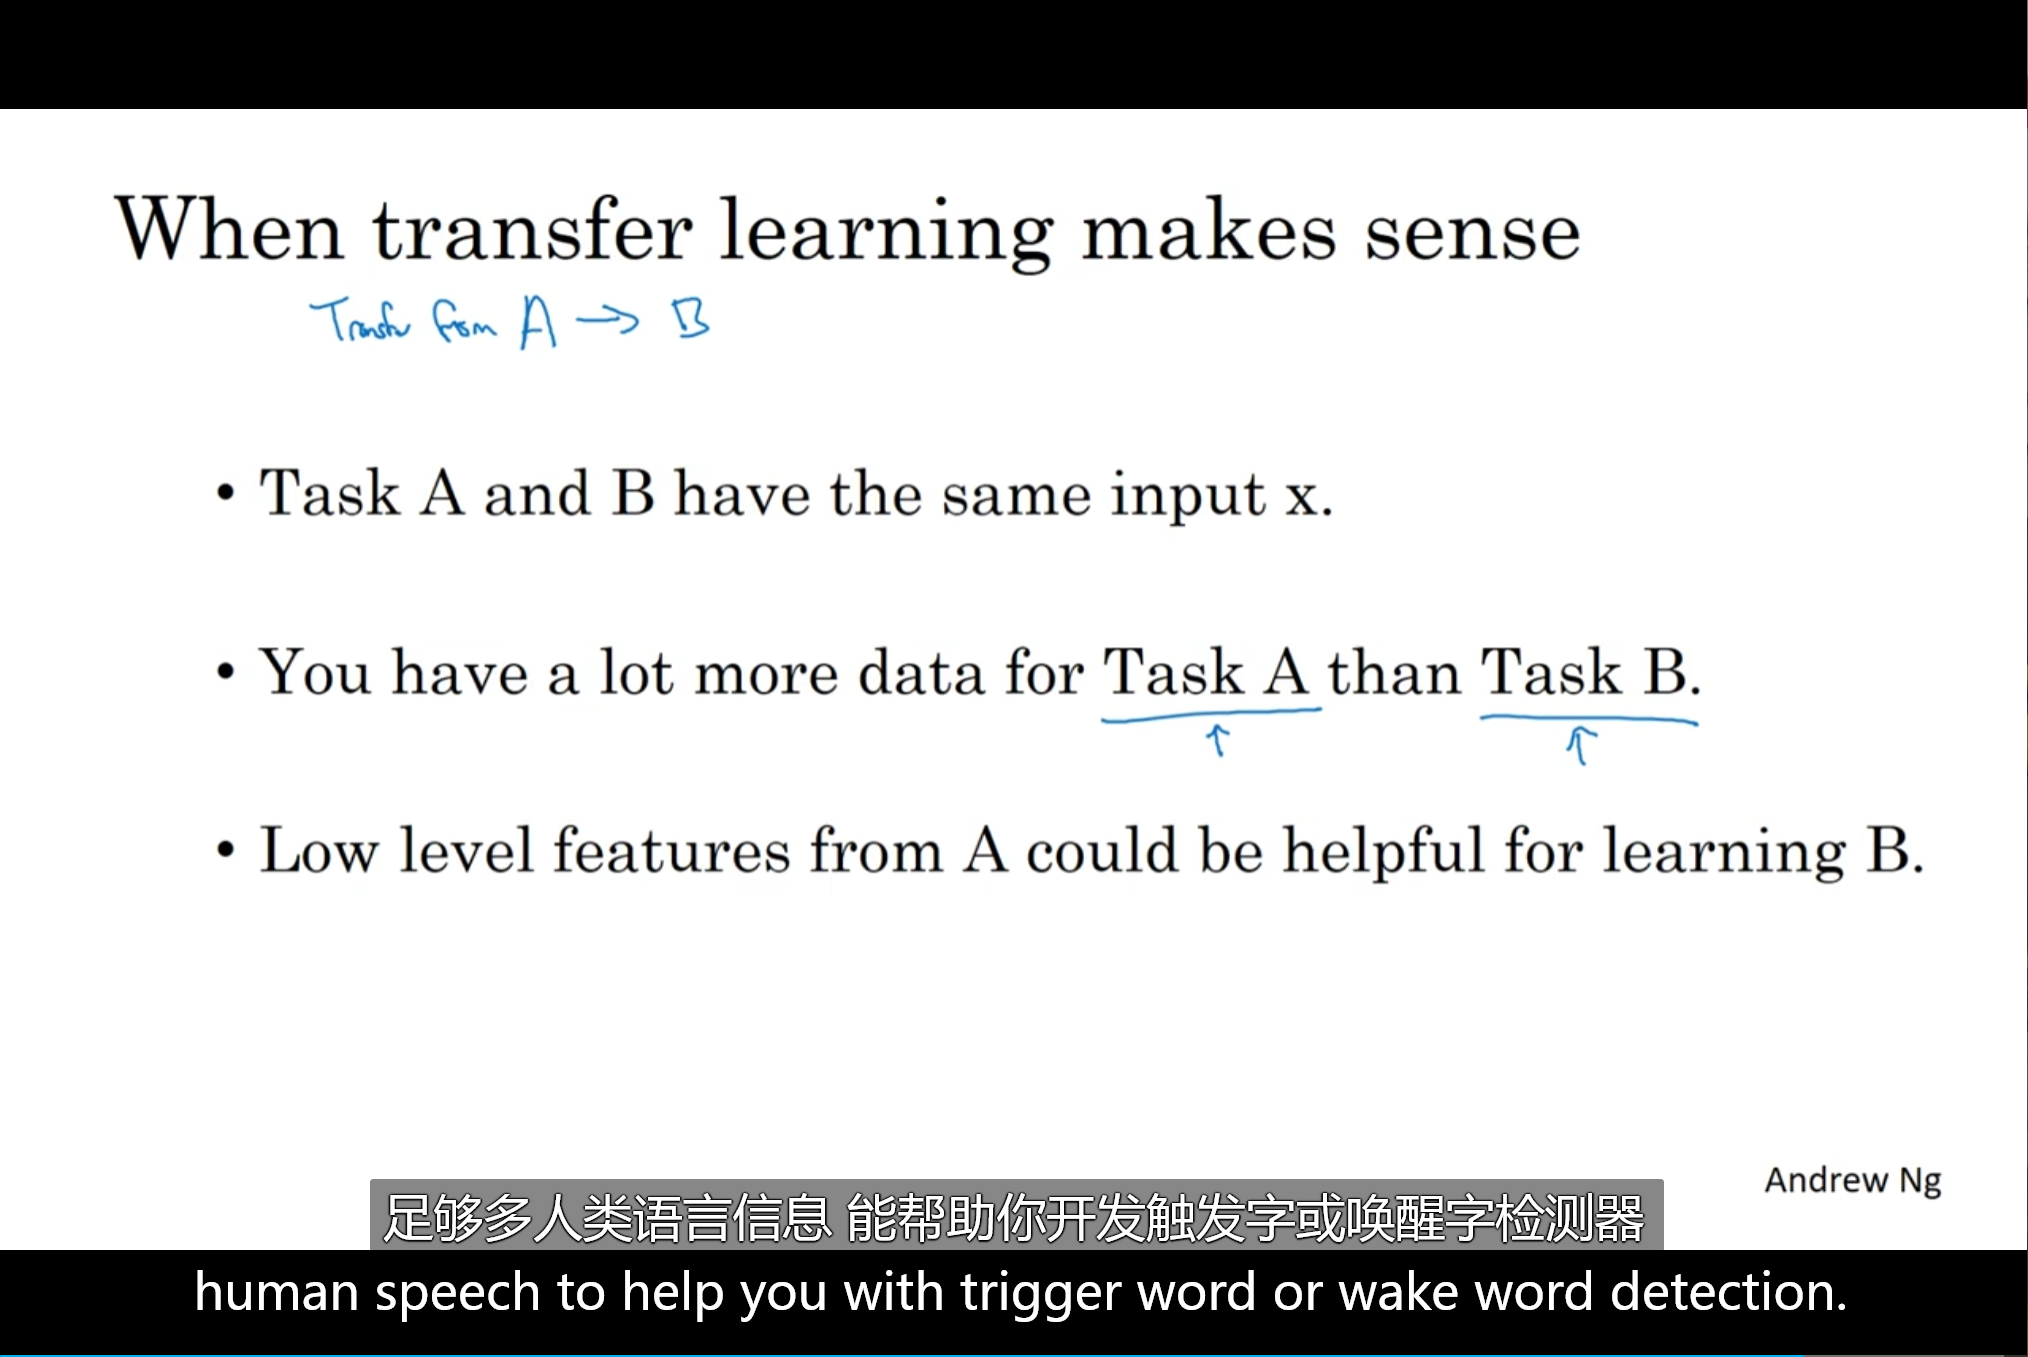 When transfer learning makes sense
Transfer from A → B
• Task A and B have the same input x.
• You have a lot more data for Task A than Task B.
↑ ↑
• Low level features from A could be helpful for learning B.
Andrew Ng
足够多人类语言信息 能帮助你开发触发字或唤醒字检测器
human speech to help you with trigger word or wake word detection.